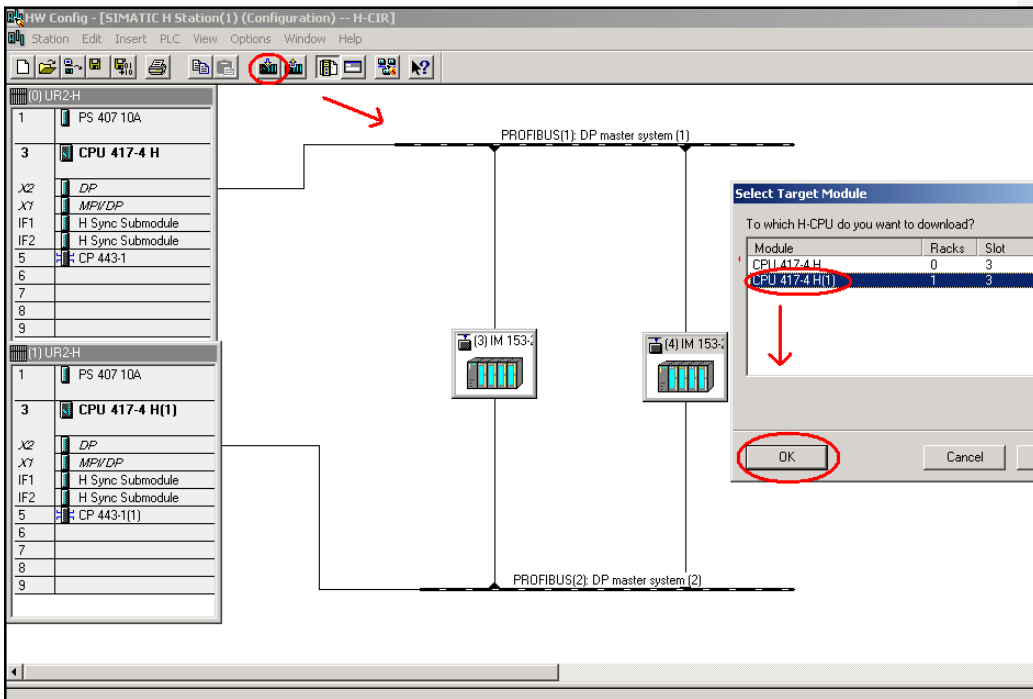 HW Config - [SIMATIC H Station(1) (Configuration) -- H-CIR]
Station Edit Insert PLC View Options Window Help
(0) UR2-H
1 PS 407 10A
3 CPU 417-4 H
X2 DP
X1 MPI/DP
IF1 H Sync Submodule
IF2 H Sync Submodule
5 CP 443-1
6
7
8
9
(1) UR2-H
1 PS 407 10A
3 CPU 417-4 H(1)
X2 DP
X1 MPI/DP
IF1 H Sync Submodule
IF2 H Sync Submodule
5 CP 443-1(1)
6
7
8
9
PROFIBUS(1): DP master system (1)
(3) IM 153-2
(4) IM 153-2
PROFIBUS(2): DP master system (2)
Select Target Module
To which H-CPU do you want to download?
Module Racks Slot
CPU 417-4 H 0 3
CPU 417-4 H(1) 1 3
OK Cancel